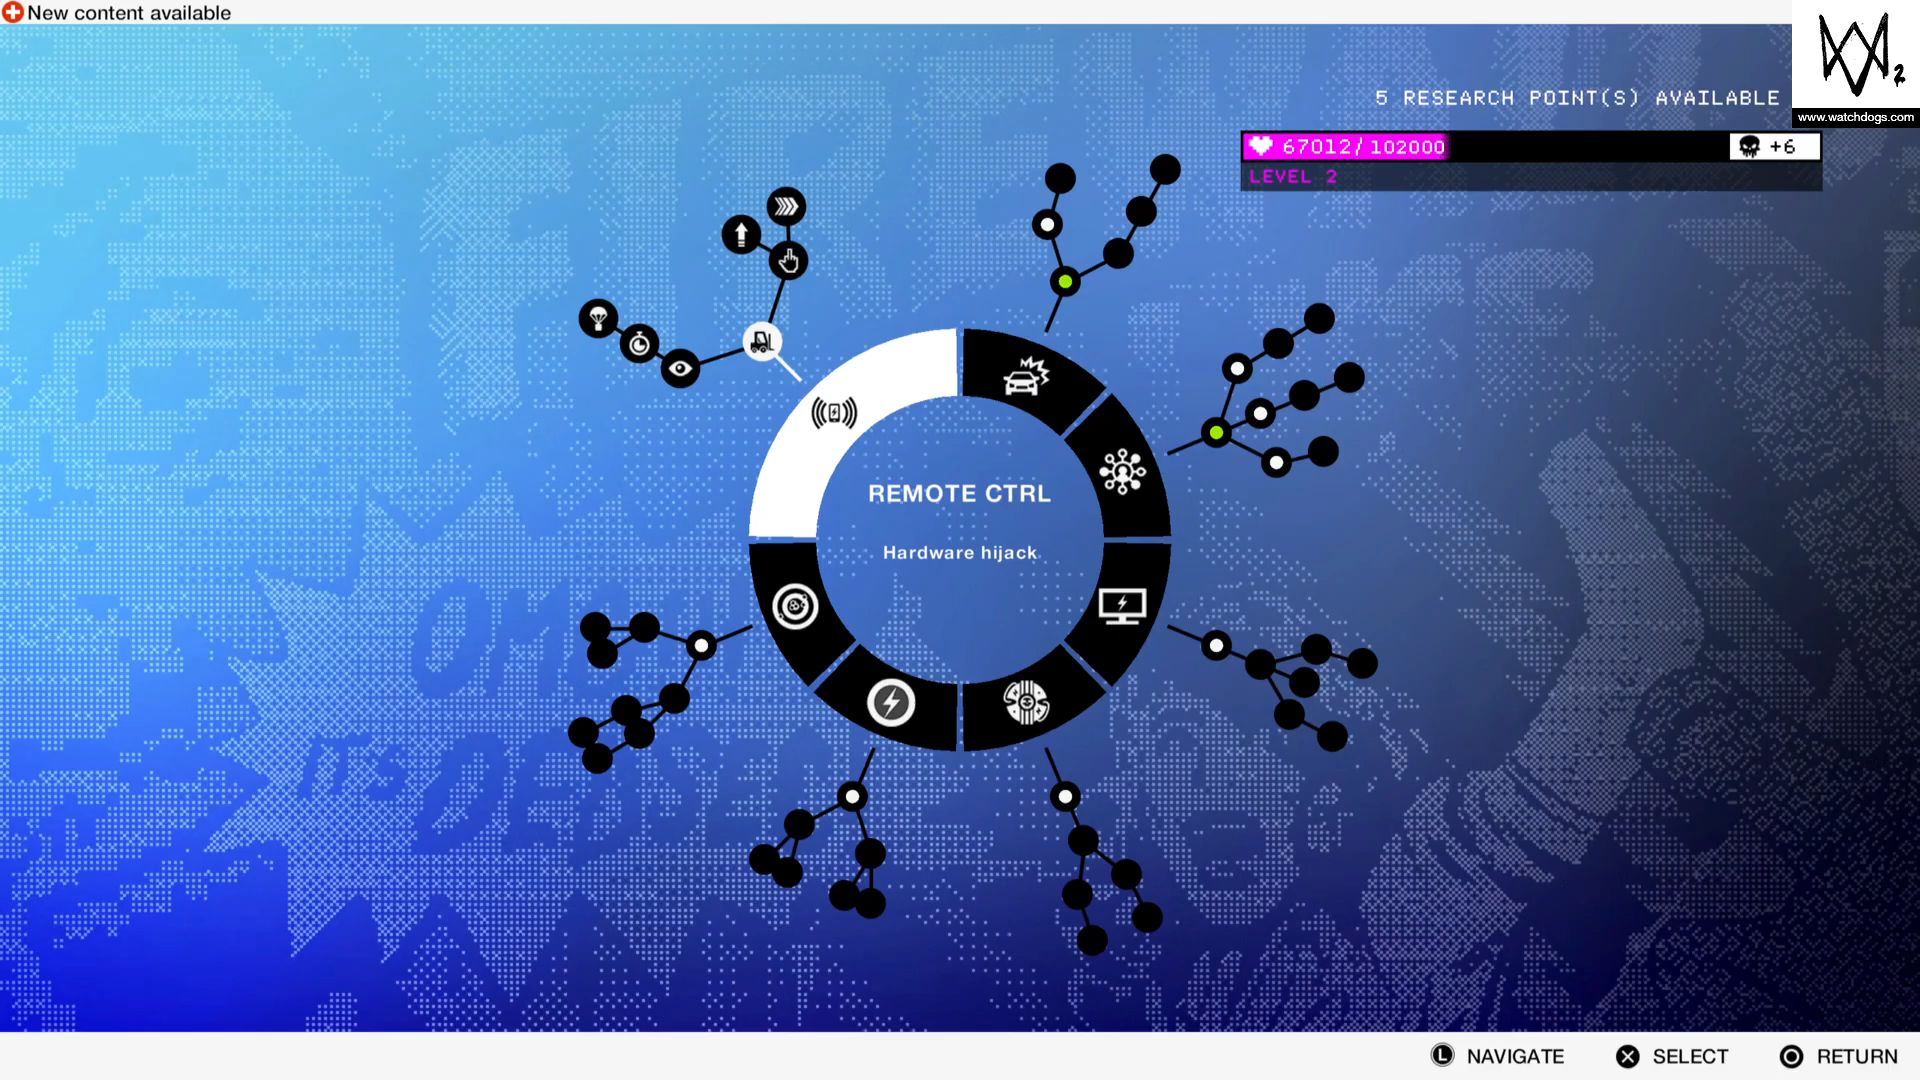 New content available
2
www.watchdogs.com
5 RESEARCH POINT(S) AVAILABLE
67012/102000
+6
LEVEL 2
REMOTE CTRL
Hardware hijack
L NAVIGATE
SELECT
RETURN